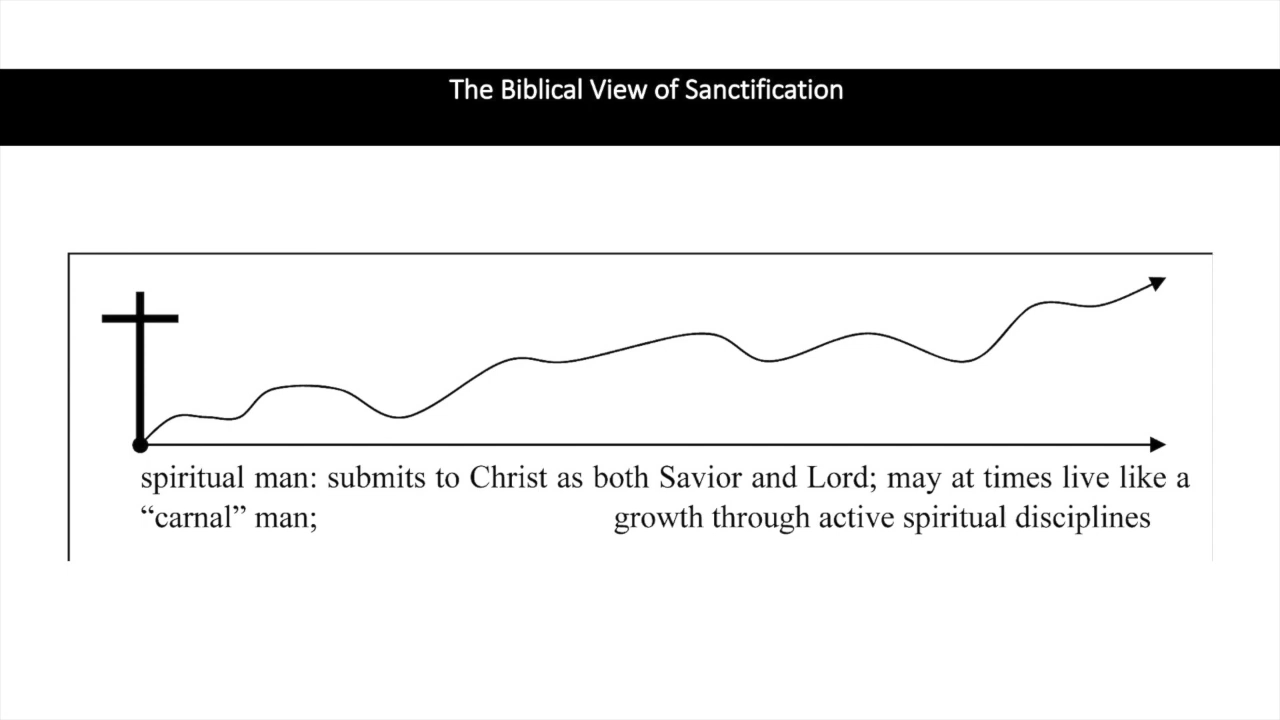 The Biblical View of Sanctification
spiritual man: submits to Christ as both Savior and Lord; may at times live like a
“carnal” man; growth through active spiritual disciplines